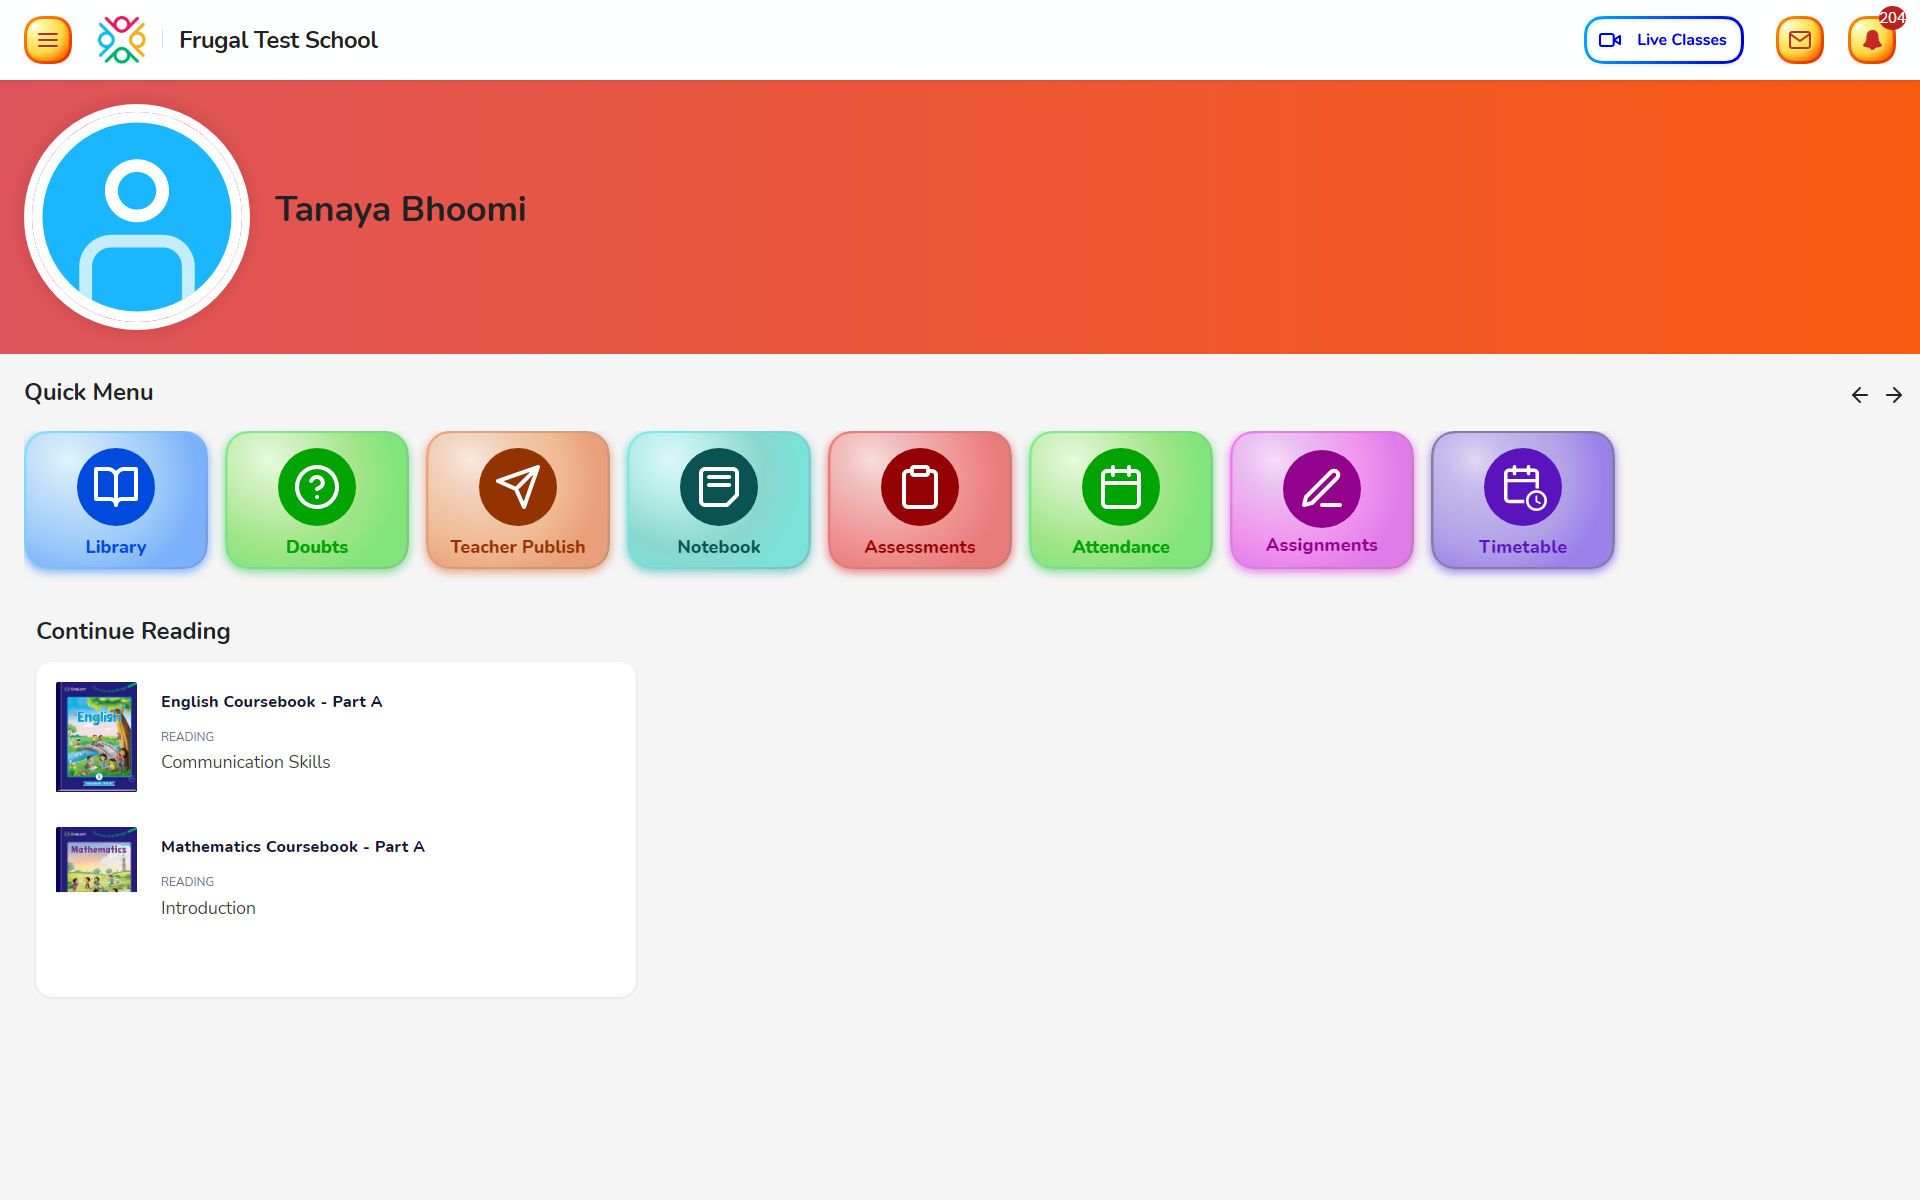 Frugal Test School
Live Classes
204
Tanaya Bhoomi
Quick Menu
Library
Doubts
Teacher Publish
Notebook
Assessments
Attendance
Assignments
Timetable
Continue Reading
English
English Coursebook - Part A
READING
Communication Skills
Mathematics
Mathematics Coursebook - Part A
READING
Introduction